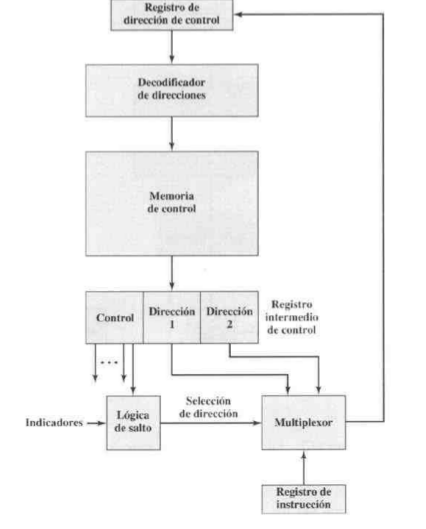 Registro de
dirección de control
Decodificador
de direcciones
Memoria
de control
Control
Dirección
1
Dirección
2
Registro
intermedio
de control
...
Indicadores
Lógica
de salto
Selección
de dirección
Multiplexor
Registro de
instrucción